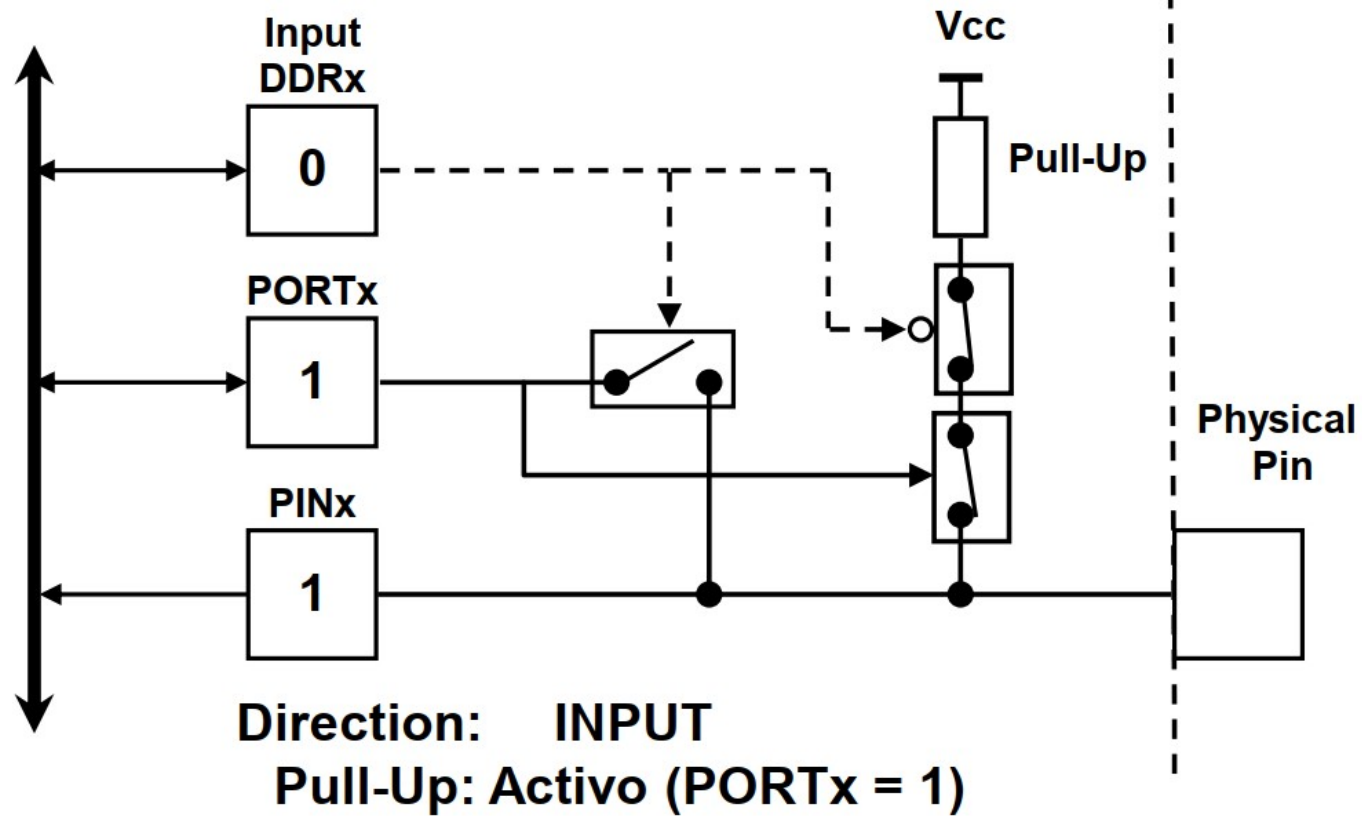 Input
DDRx
0
Vcc
Pull-Up
PORTx
1
PINx
1
Physical
Pin
Direction: INPUT
Pull-Up: Activo (PORTx = 1)